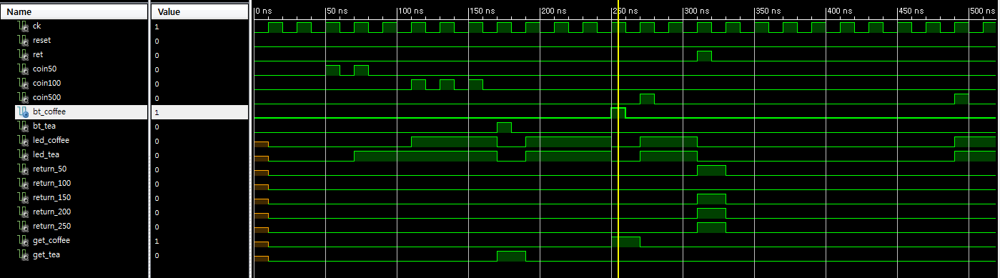 Name Value 0 ns 50 ns 100 ns 150 ns 200 ns 250 ns 300 ns 350 ns 400 ns 450 ns 500 ns
ck 1
reset 0
ret 0
coin50 0
coin100 0
coin500 0
bt_coffee 1
bt_tea 0
led_coffee 0
led_tea 0
return_50 0
return_100 0
return_150 0
return_200 0
return_250 0
get_coffee 1
get_tea 0